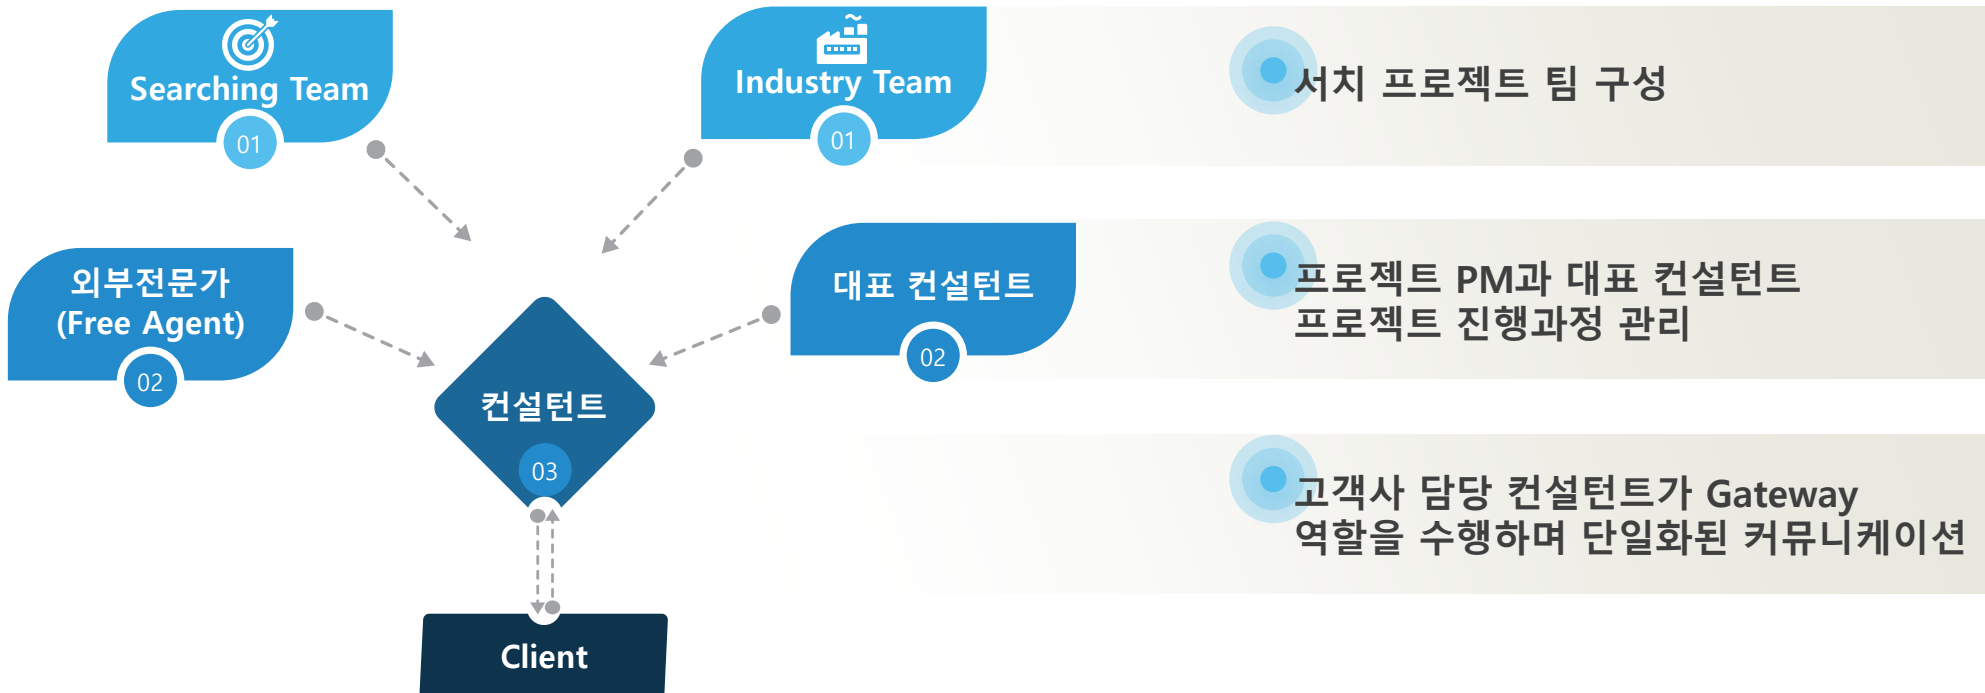 Searching Team
01
Industry Team
01
서치 프로젝트 팀 구성
외부전문가
(Free Agent)
02
대표 컨설턴트
02
프로젝트 PM과 대표 컨설턴트
프로젝트 진행과정 관리
컨설턴트
03
고객사 담당 컨설턴트가 Gateway
역할을 수행하며 단일화된 커뮤니케이션
Client